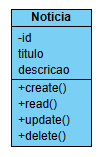 Noticia
-id
titulo
descricao
+create()
+read()
+update()
+delete()